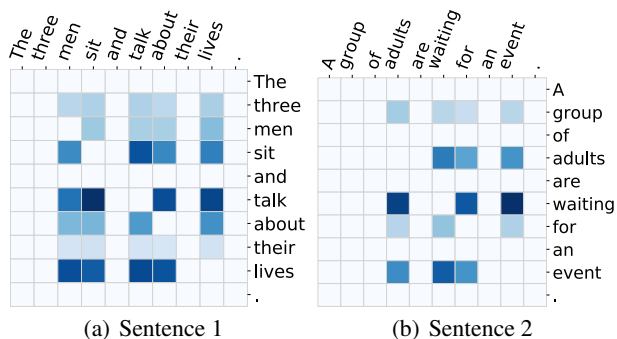 The three men sit and talk about their lives .
A group of adults are waiting for an event .
The
three
men
sit
and
talk
about
their
lives
.
A
group
of
adults
are
waiting
for
an
event
.
(a) Sentence 1
(b) Sentence 2